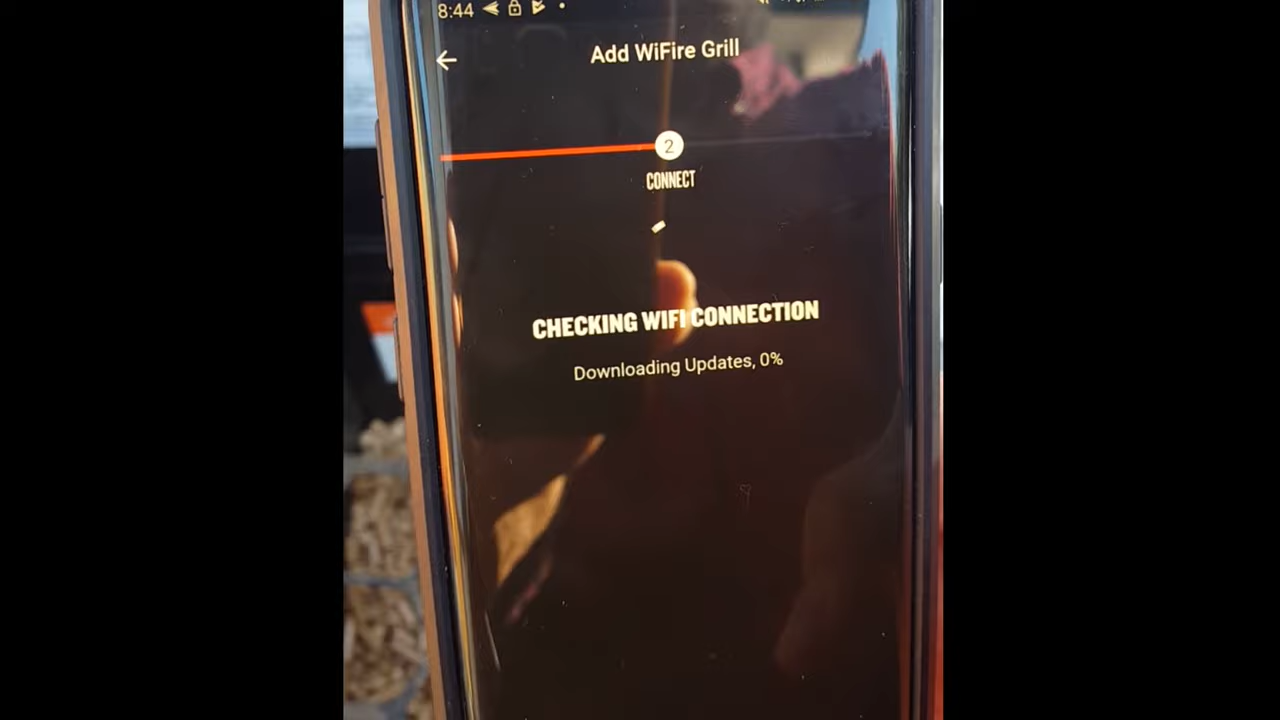 8:44
Add WiFire Grill
2
CONNECT
CHECKING WIFI CONNECTION
Downloading Updates, 0%